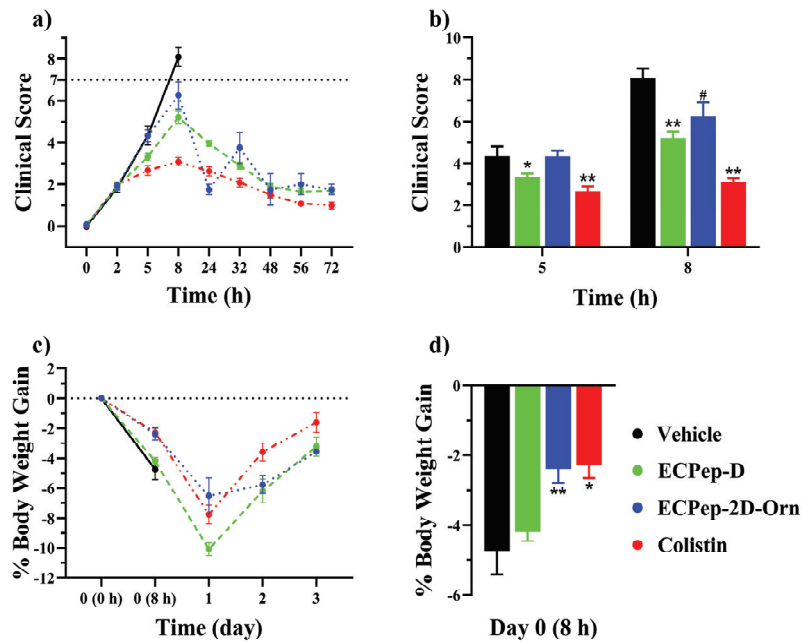 a)
Clinical Score
8
7
6
4
2
0
0 2 5 8 24 32 48 56 72
Time (h)
b)
Clinical Score
10
8
6
4
2
0
* ** ** # **
5 8
Time (h)
c)
% Body Weight Gain
0
-2
-4
-6
-8
-10
-12
0 (0 h) 0 (8 h) 1 2 3
Time (day)
d)
% Body Weight Gain
0
-2
-4
-6
** *
Day 0 (8 h)
Vehicle
ECPep-D
ECPep-2D-Orn
Colistin